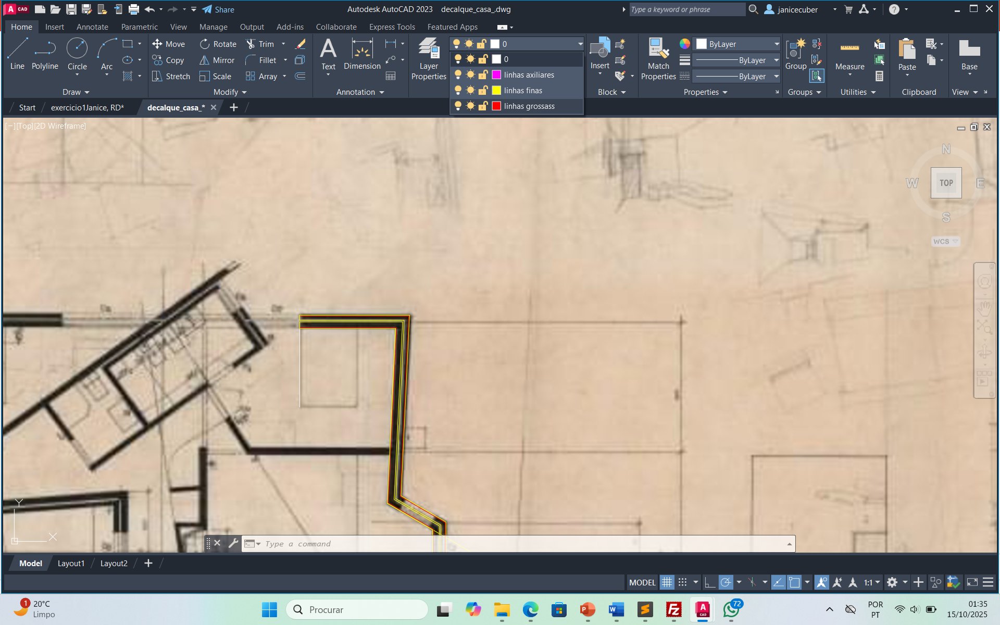 A CAD
Share
Autodesk AutoCAD 2023 decalque_casa_.dwg
Type a keyword or phrase
janicecuber
Home Insert Annotate Parametric View Manage Output Add-ins Collaborate Express Tools Featured Apps
Line
Polyline
Circle
Arc
Draw
Move Rotate Trim
Copy Mirror Fillet
Stretch Scale Array
Modify
Text
Dimension
Annotation
Layer
Properties
0
0
linhas axiliares
linhas finas
linhas grossass
Insert
Block
Match
Properties
ByLayer
ByLayer
ByLayer
Properties
Group
Groups
Measure
Utilities
Paste
Clipboard
Base
View
Start exercicio1Janice, RD* decalque_casa_*
[−][Top][2D Wireframe]
N
W TOP E
S
WCS
Y
X
Type a command
Model Layout1 Layout2
MODEL 1:1
1 20°C
Limpo
Procurar
72
POR
PT
01:35
15/10/2025